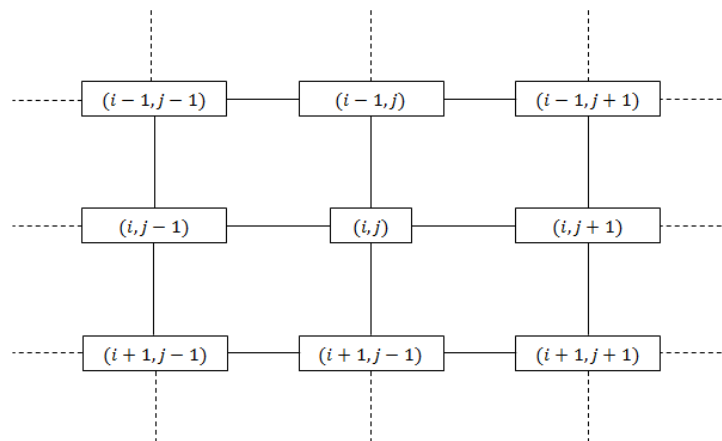 (i − 1, j − 1) (i − 1, j) (i − 1, j + 1)
(i, j − 1) (i, j) (i, j + 1)
(i + 1, j − 1) (i + 1, j − 1) (i + 1, j + 1)